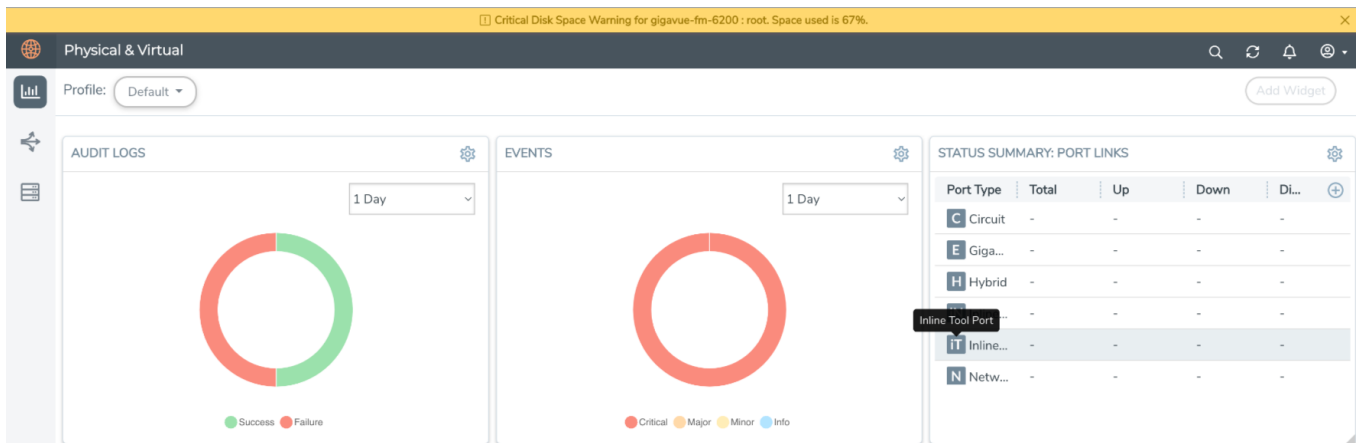 Critical Disk Space Warning for gigavue-fm-6200 : root. Space used is 67%.
Physical & Virtual
Profile: Default
Add Widget
AUDIT LOGS
1 Day
Success Failure
EVENTS
1 Day
Critical Major Minor Info
STATUS SUMMARY: PORT LINKS
Port Type Total Up Down Di...
C Circuit - - - -
E Giga... - - - -
H Hybrid - - - -
- - - -
Inline Tool Port
iT Inline... - - - -
N Netw... - - - -